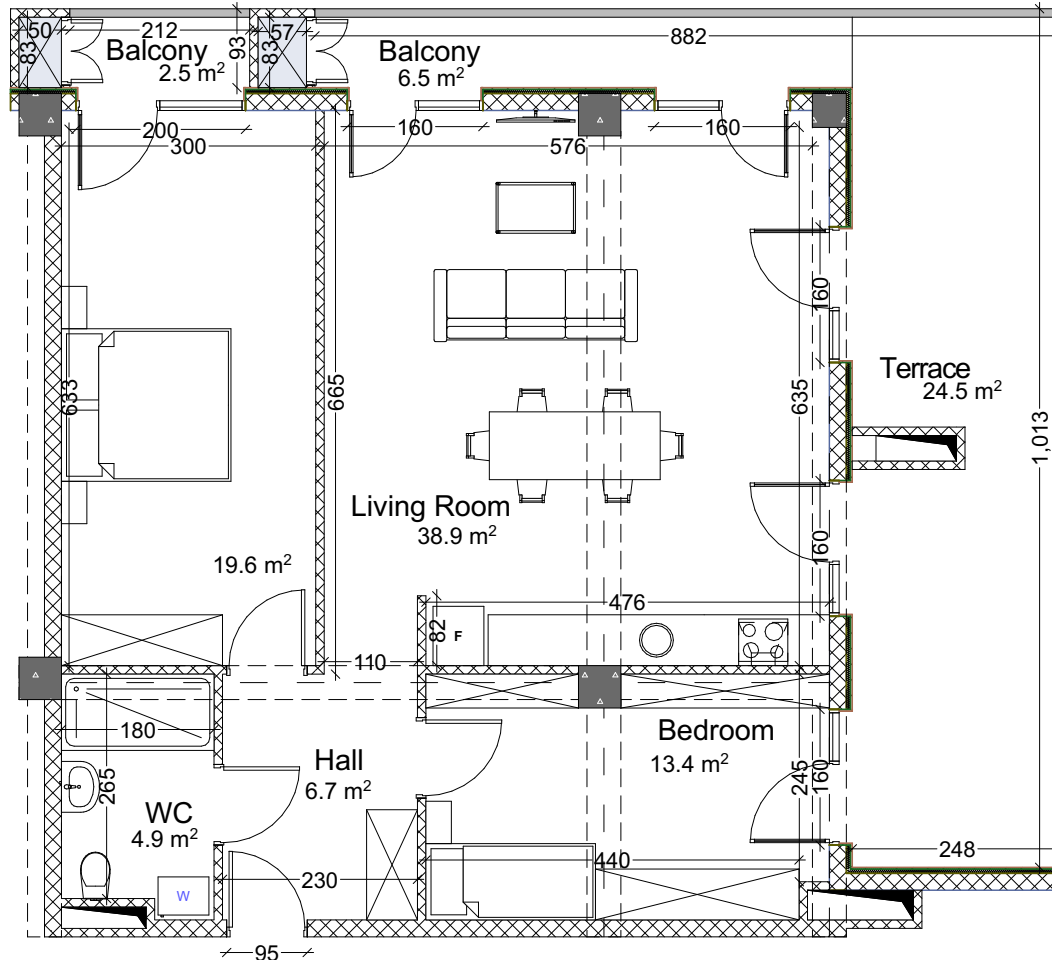 50
212
57
83
93
83
Balcony
2.5 m²
Balcony
6.5 m²
882
200
300
160
576
160
160
633
665
635
Terrace
24.5 m²
1,013
Living Room
38.9 m²
160
19.6 m²
476
82
F
110
180
265
Hall
6.7 m²
Bedroom
13.4 m²
245
160
WC
4.9 m²
W
230
440
248
95